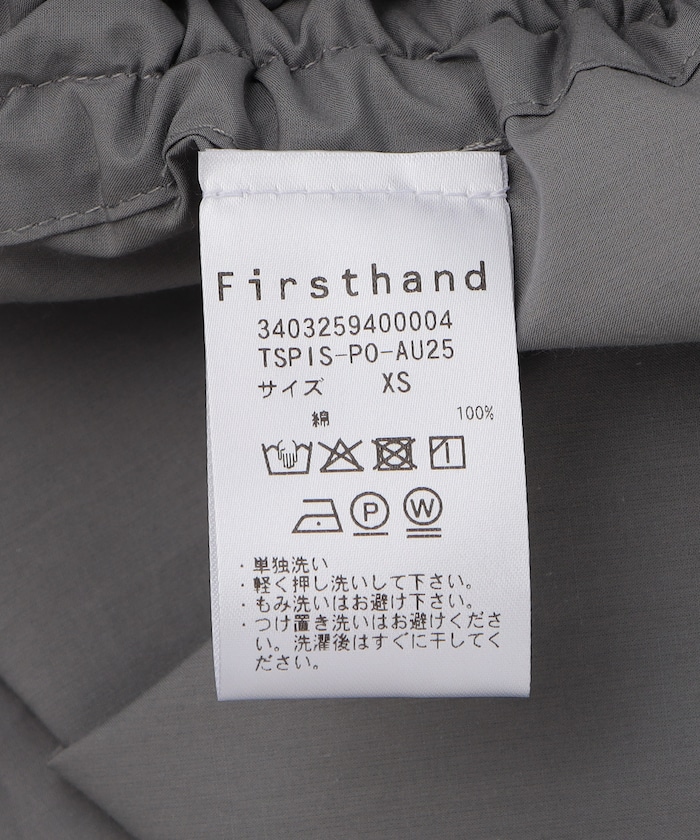 Firsthand
3403259400004
TSPIS-PO-AU25
サイズ XS
綿 100%
P W
・単独洗い
・軽く押し洗いして下さい。
・もみ洗いはお避け下さい。
・つけ置き洗いはお避けくださ
い。洗濯後はすぐに干してく
ださい。